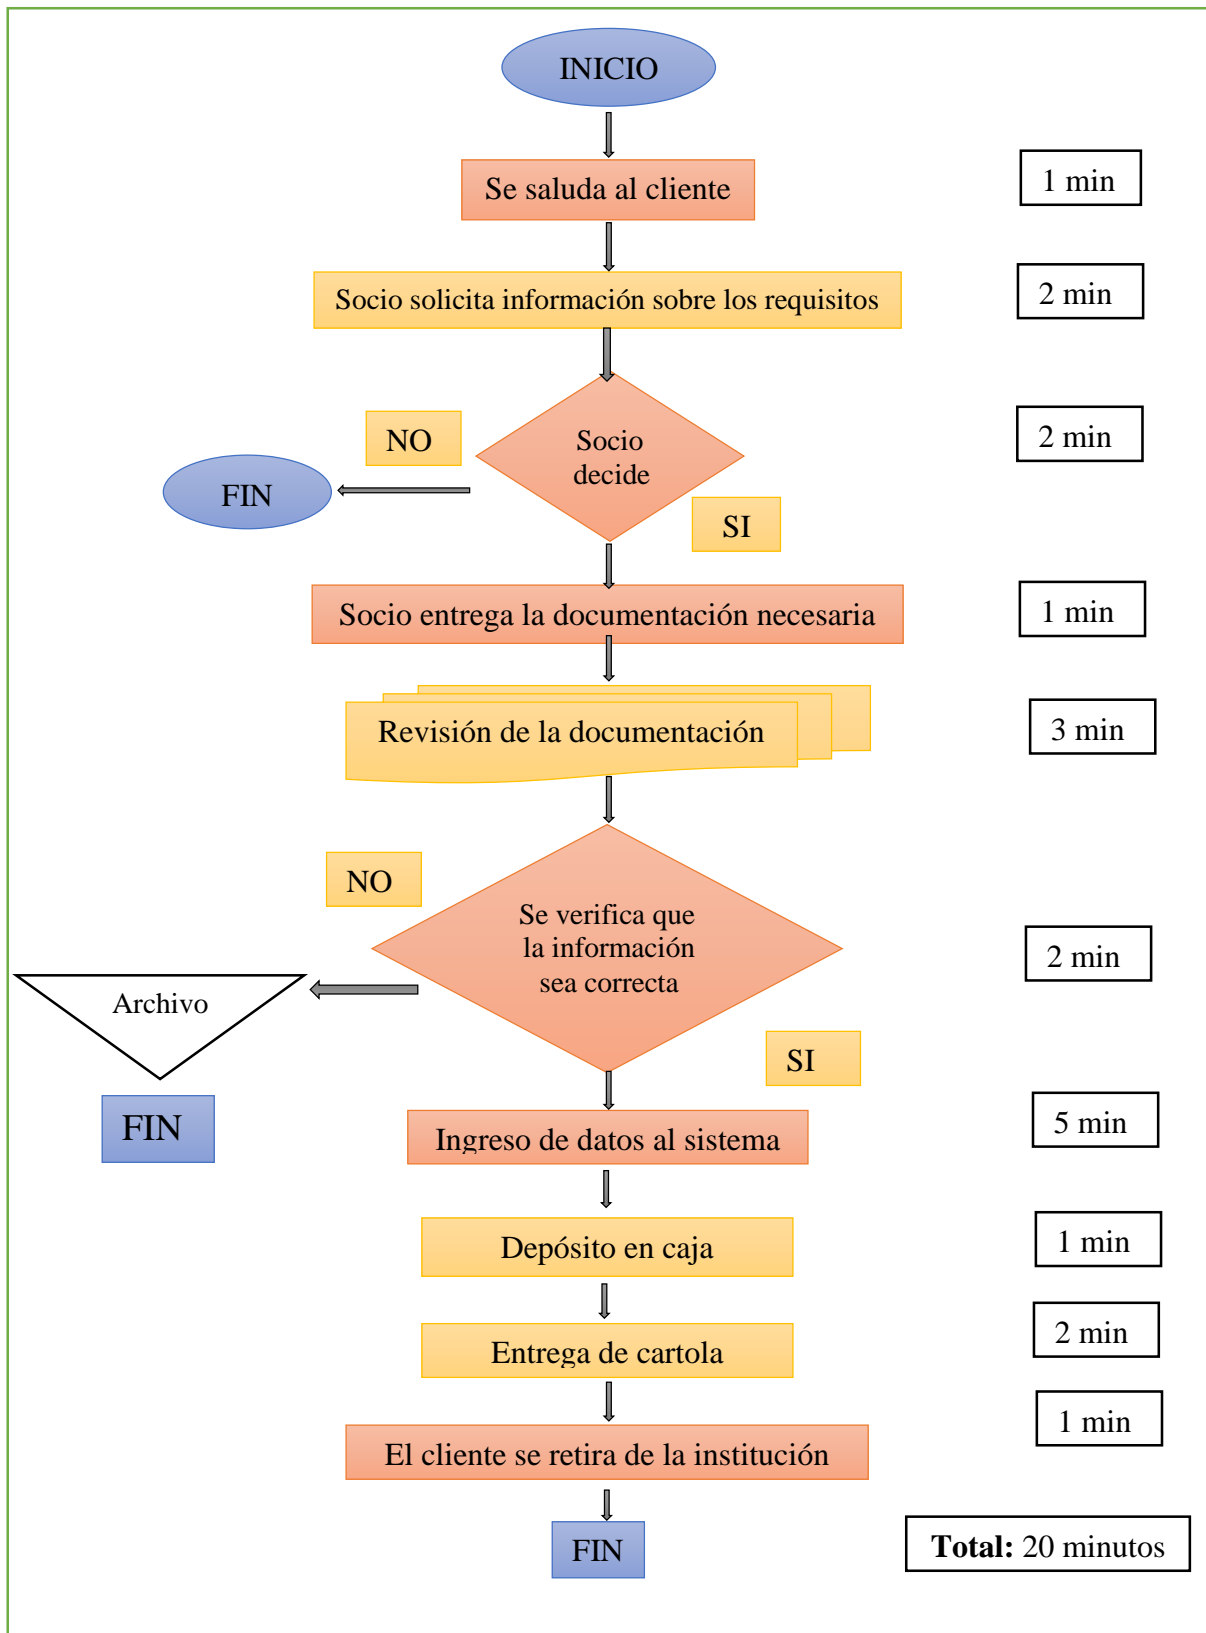 INICIO
Se saluda al cliente
1 min
Socio solicita información sobre los requisitos
2 min
NO
Socio
decide
2 min
FIN
SI
Socio entrega la documentación necesaria
1 min
Revisión de la documentación
3 min
NO
Se verifica que
la información
sea correcta
2 min
Archivo
SI
FIN
Ingreso de datos al sistema
5 min
Depósito en caja
1 min
Entrega de cartola
2 min
El cliente se retira de la institución
1 min
FIN
Total: 20 minutos